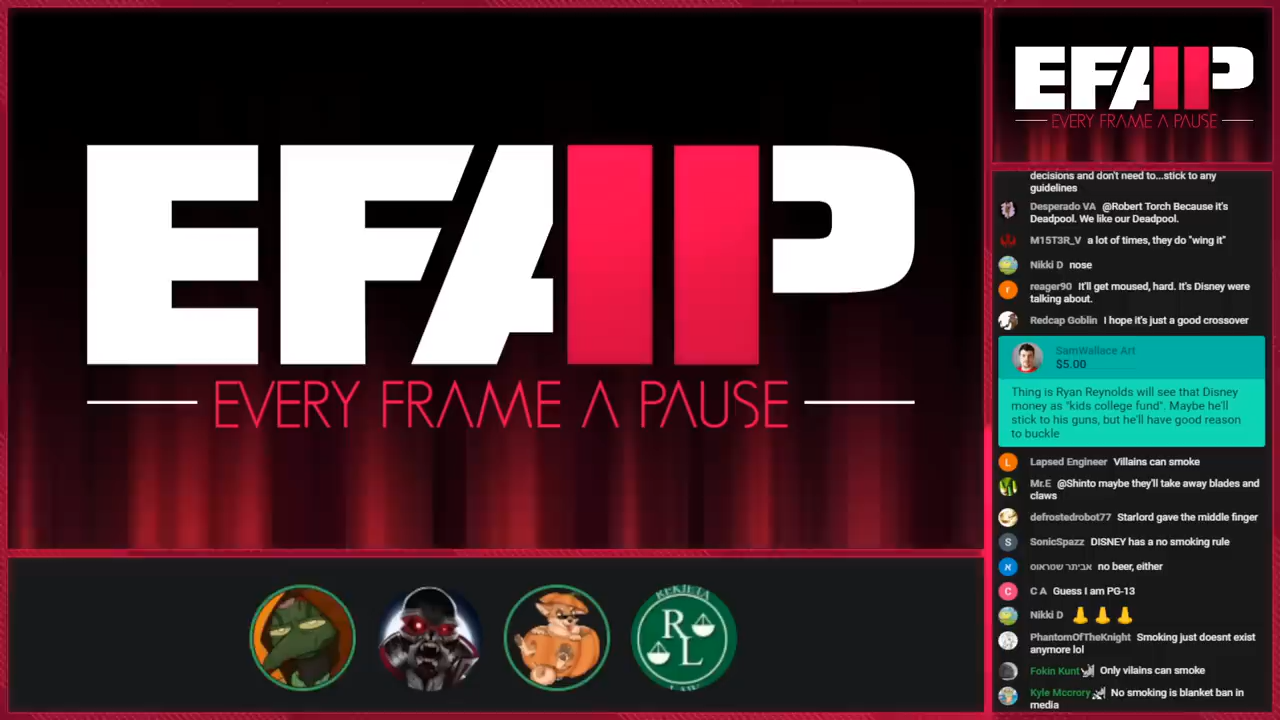 EFAP
EVERY FRAME A PAUSE
REKIETA
RL
LAW
EFAP
EVERY FRAME A PAUSE
decisions and don't need to...stick to any
guidelines
Desperado VA @Robert Torch Because it's
Deadpool. We like our Deadpool.
M15T3R_V a lot of times, they do "wing it"
Nikki D nose
r
reager90 It'll get moused, hard. It's Disney were
talking about.
Redcap Goblin I hope it's just a good crossover
SamWallace Art
$5.00
Thing is Ryan Reynolds will see that Disney
money as "kids college fund". Maybe he'll
stick to his guns, but he'll have good reason
to buckle
L
Lapsed Engineer Villains can smoke
Mr.E @Shinto maybe they'll take away blades and
claws
defrostedrobot77 Starlord gave the middle finger
S
SonicSpazz DISNEY has a no smoking rule
א
אביתר שטראוס no beer, either
C
C A Guess I am PG-13
Nikki D 👃👃👃
PhantomOfTheKnight Smoking just doesnt exist
anymore lol
Fokin Kunt Only vilains can smoke
Kyle Mccrory No smoking is blanket ban in
media